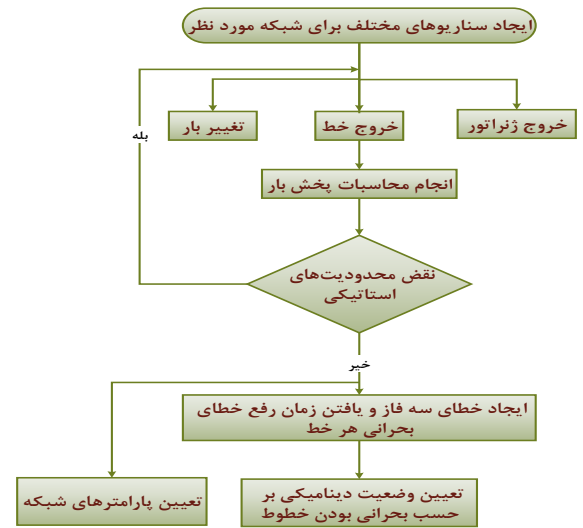 ایجاد سناریوهای مختلف برای شبکه مورد نظر
خروج ژنراتور
خروج خط
تغییر بار
بله
انجام محاسبات پخش بار
نقض محدودیت‌های
استاتیکی
خیر
ایجاد خطای سه فاز و یافتن زمان رفع خطای
بحرانی هر خط
تعیین وضعیت دینامیکی بر
حسب بحرانی بودن خطوط
تعیین پارامترهای شبکه